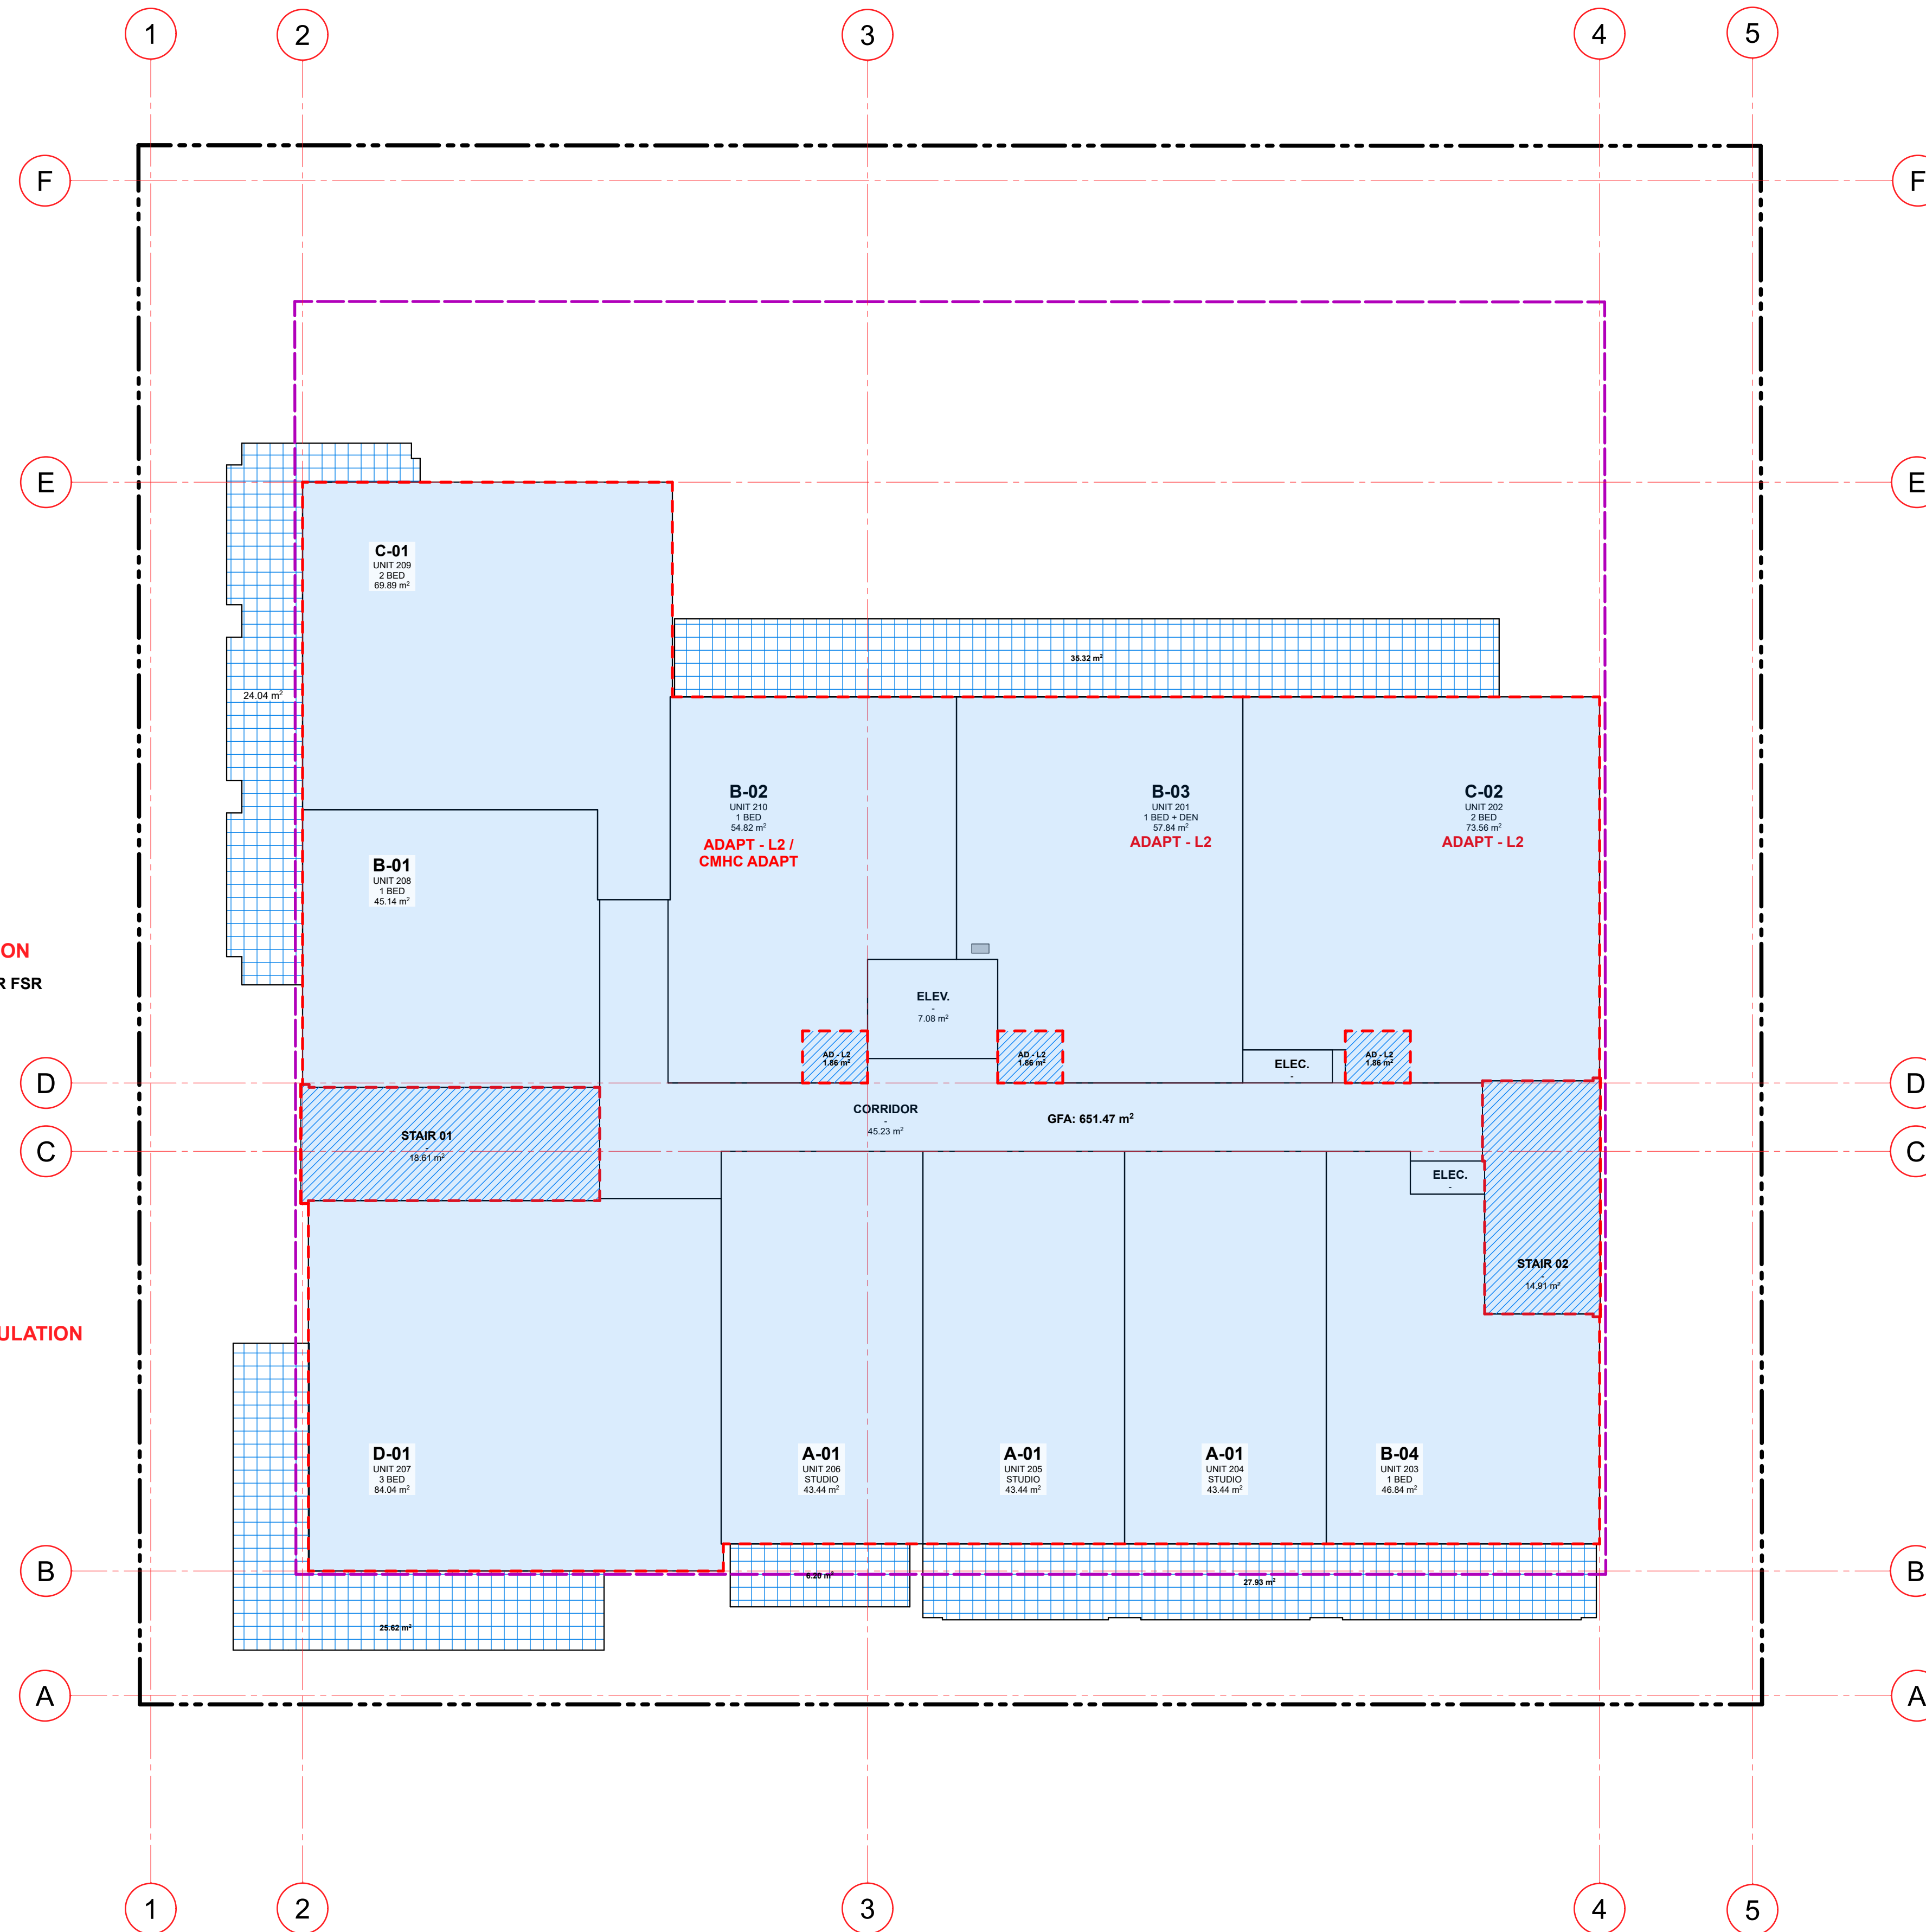 1
2
3
4
5
F
F
E
E
C-01
UNIT 209
2 BED
69.89 m²
35.32 m²
24.04 m²
B-02
UNIT 210
1 BED
54.82 m²
ADAPT - L2 /
CMHC ADAPT
B-03
UNIT 201
1 BED + DEN
57.84 m²
ADAPT - L2
C-02
UNIT 202
2 BED
73.56 m²
ADAPT - L2
B-01
UNIT 208
1 BED
45.14 m²
ON
R FSR
ELEV.
-
7.08 m²
AD - L2
1.86 m²
AD - L2
1.86 m²
AD - L2
1.86 m²
ELEC.
-
D
D
CORRIDOR
-
45.23 m²
GFA: 651.47 m²
STAIR 01
-
18.61 m²
C
C
ELEC.
-
STAIR 02
-
14.91 m²
ULATION
D-01
UNIT 207
3 BED
84.04 m²
A-01
UNIT 206
STUDIO
43.44 m²
A-01
UNIT 205
STUDIO
43.44 m²
A-01
UNIT 204
STUDIO
43.44 m²
B-04
UNIT 203
1 BED
46.84 m²
B
B
6.20 m²
27.93 m²
25.62 m²
A
A
1
2
3
4
5